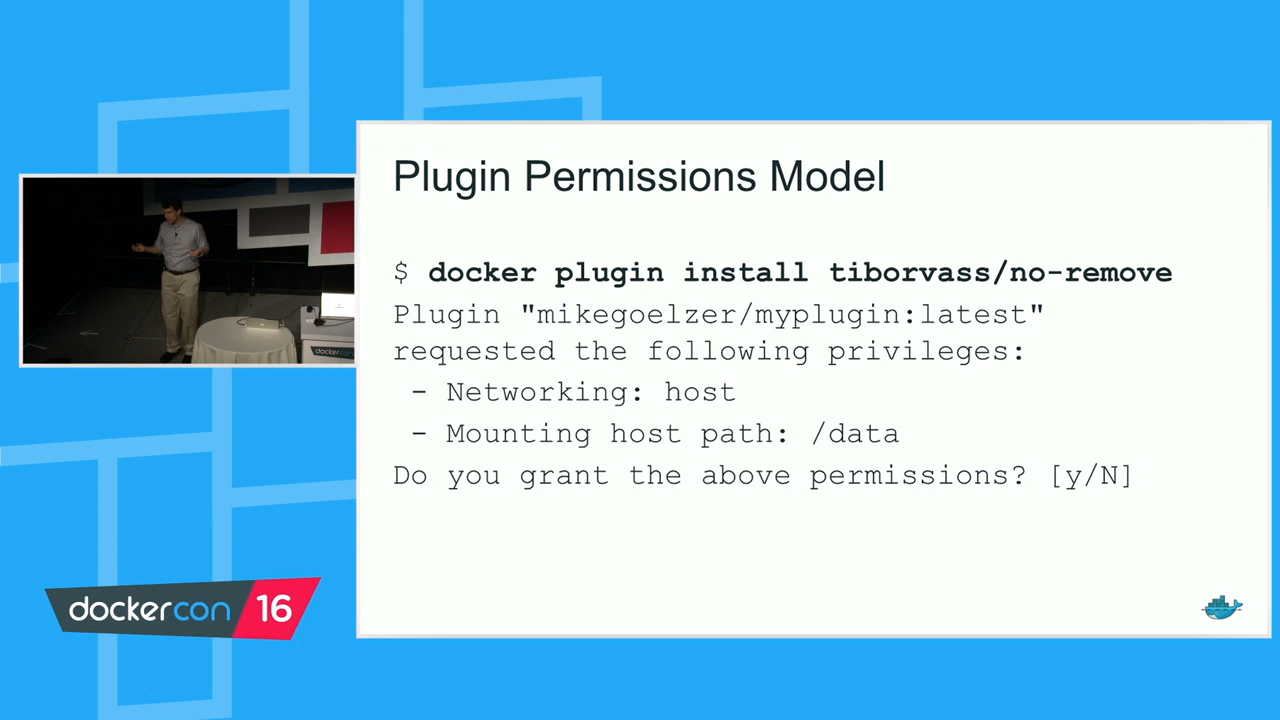 Plugin Permissions Model
$ docker plugin install tiborvass/no-remove
Plugin "mikegoelzer/myplugin:latest"
requested the following privileges:
- Networking: host
- Mounting host path: /data
Do you grant the above permissions? [y/N]
dockercon 16
dockercon